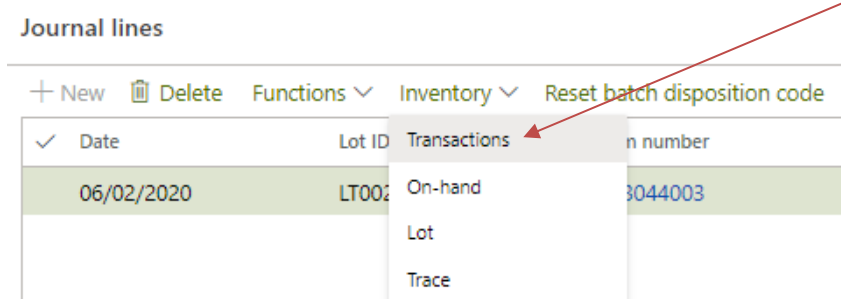 Journal lines
New Delete Functions Inventory Reset batch disposition code
Date Lot ID Transactions number
06/02/2020 LT002 On-hand 3044003
Lot
Trace